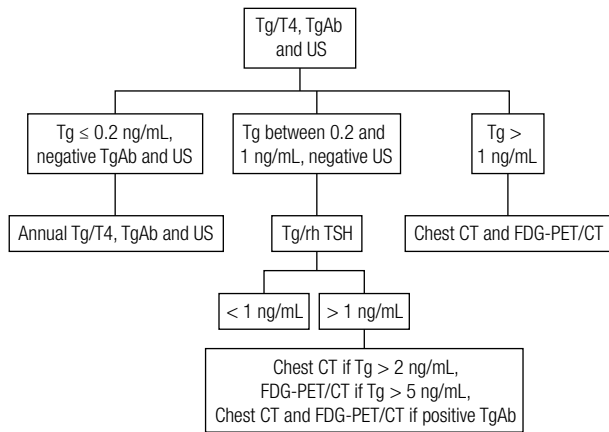 Tg/T4, TgAb
and US
Tg ≤ 0.2 ng/mL,
negative TgAb and US
Tg between 0.2 and
1 ng/mL, negative US
Tg >
1 ng/mL
Annual Tg/T4, TgAb and US
Tg/rh TSH
Chest CT and FDG-PET/CT
< 1 ng/mL
> 1 ng/mL
Chest CT if Tg > 2 ng/mL,
FDG-PET/CT if Tg > 5 ng/mL,
Chest CT and FDG-PET/CT if positive TgAb